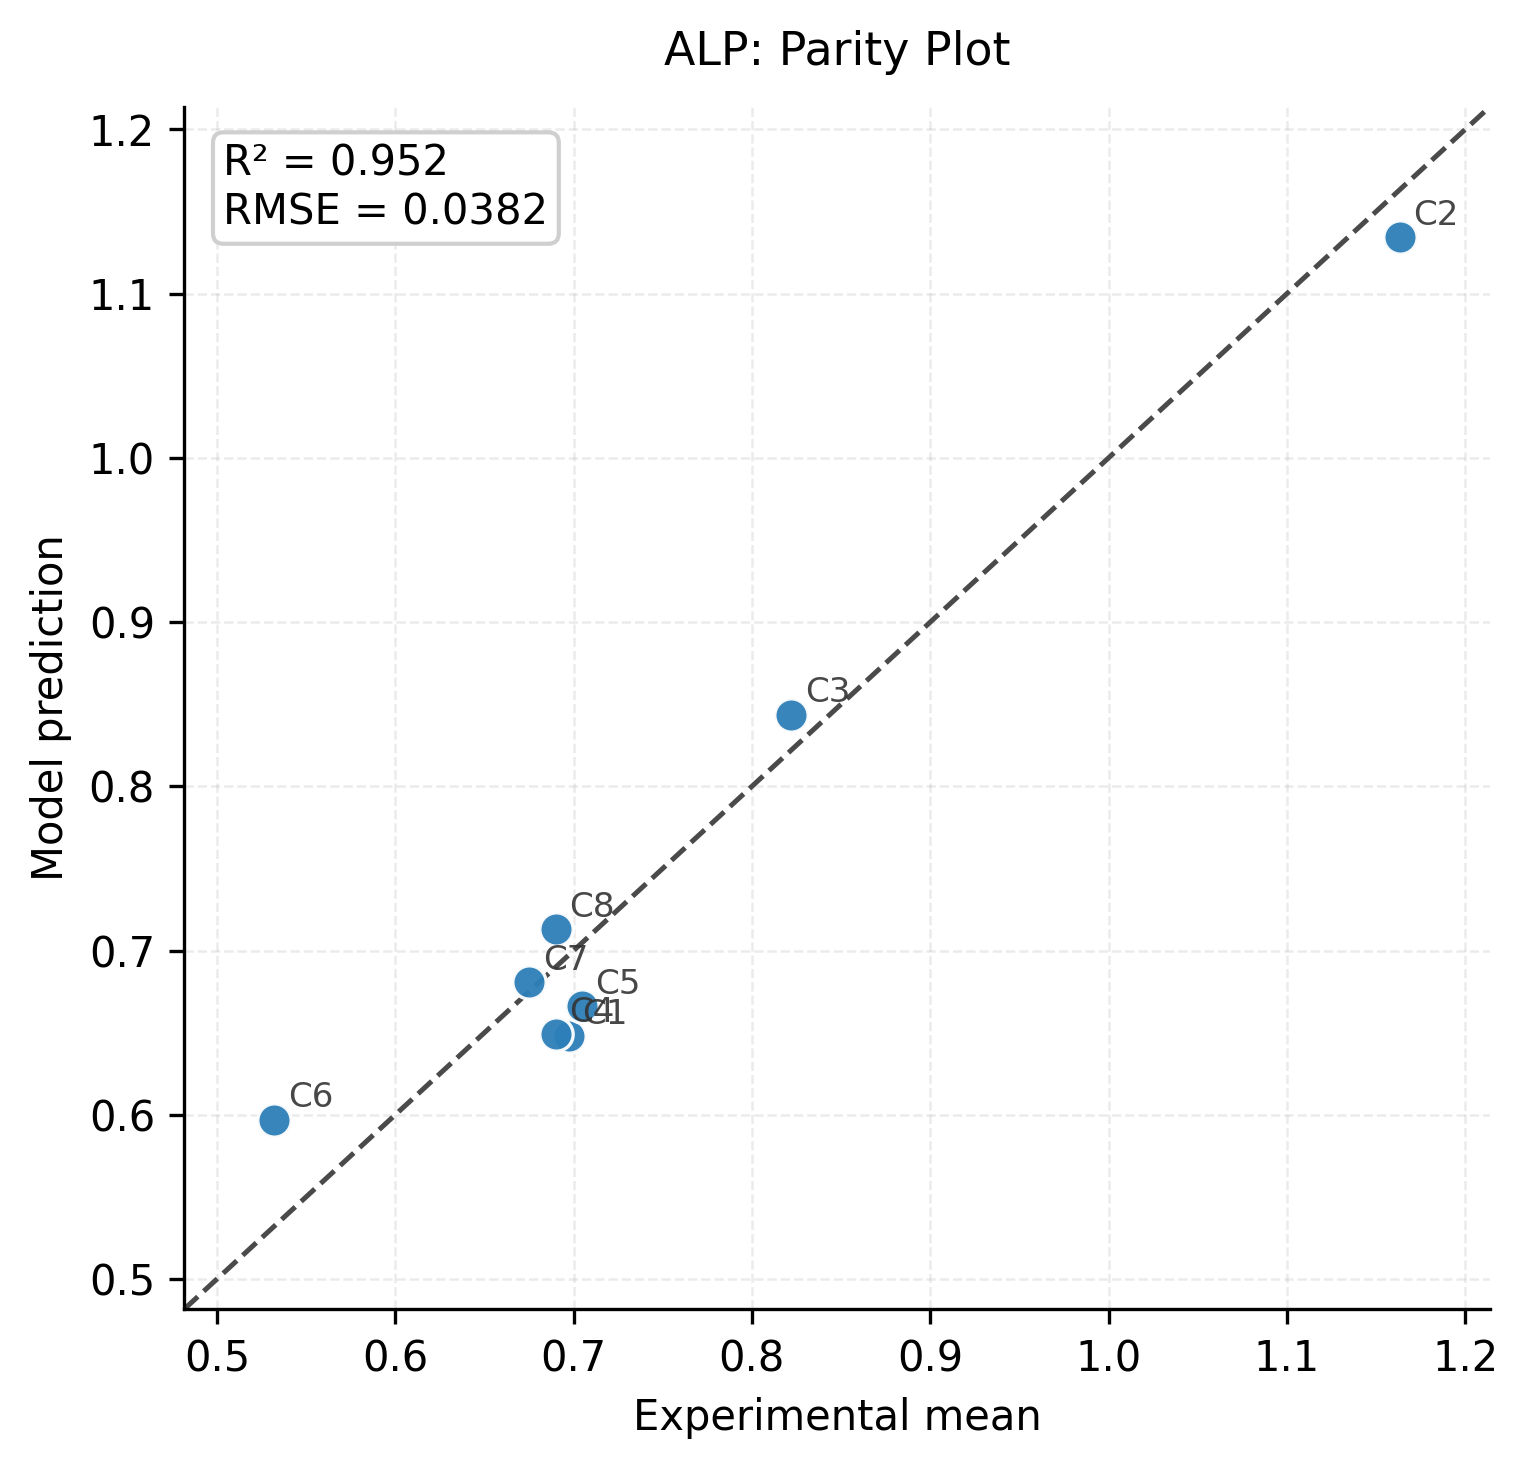 ALP: Parity Plot
R² = 0.952
RMSE = 0.0382
1.2
1.1
1.0
0.9
0.8
0.7
0.6
0.5
Model prediction
C2
C3
C8
C7
C5
C4
C1
C6
0.5 0.6 0.7 0.8 0.9 1.0 1.1 1.2
Experimental mean